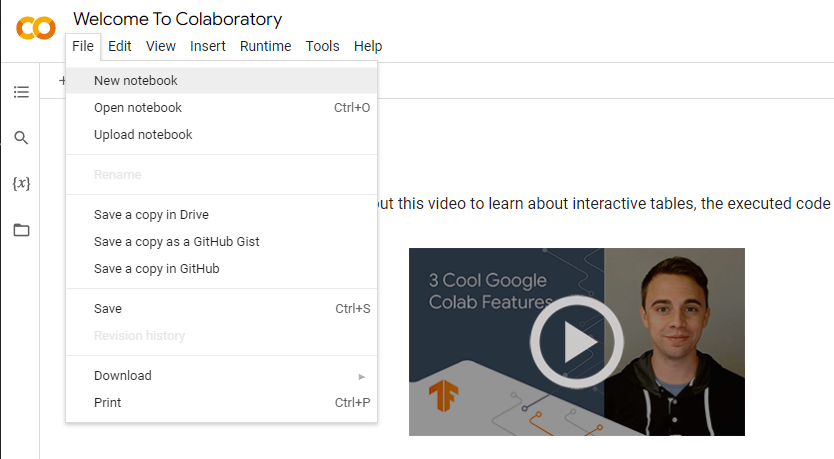 Welcome To Colaboratory
File Edit View Insert Runtime Tools Help
New notebook
Open notebook Ctrl+O
Upload notebook
Rename
Save a copy in Drive
Save a copy as a GitHub Gist
Save a copy in GitHub
Save Ctrl+S
Revision history
Download
Print Ctrl+P
this video to learn about interactive tables, the executed code
3 Cool Google
Colab Features